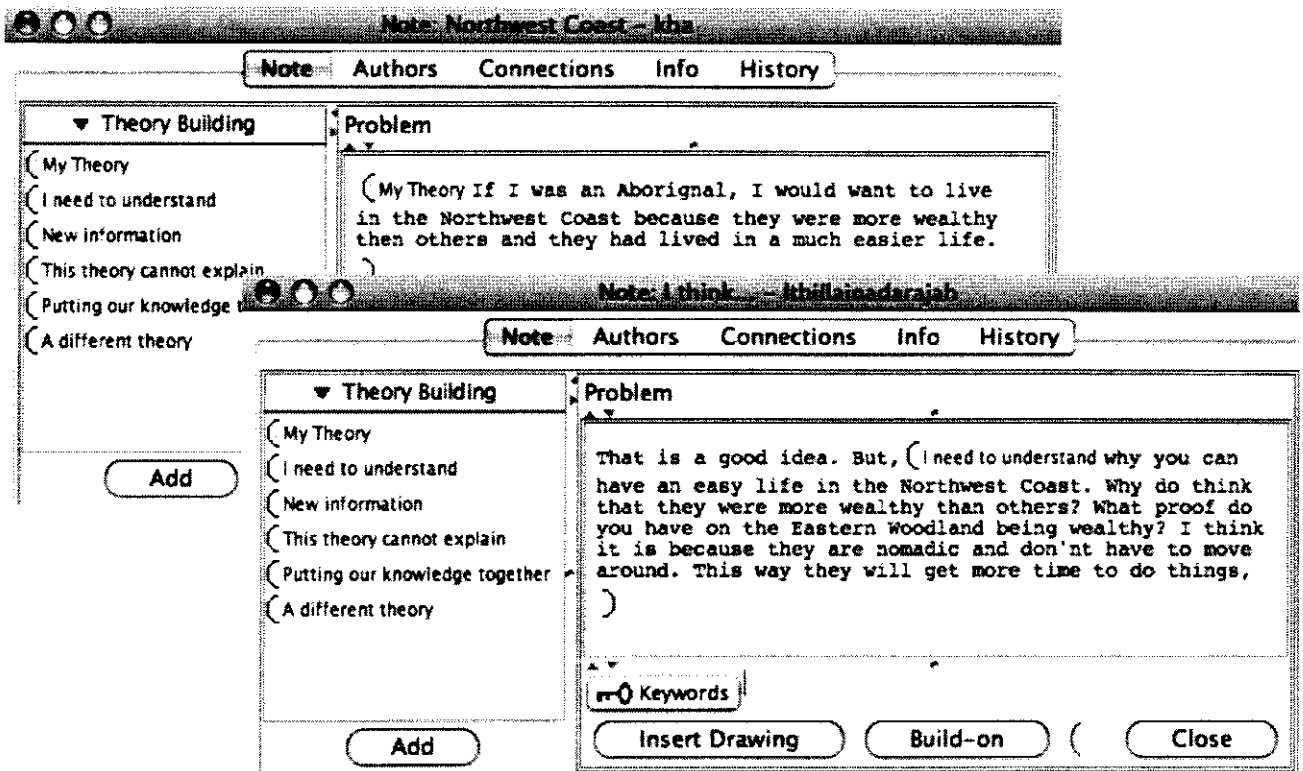 Note: Northwest Coast – kha
Note Authors Connections Info History
▼ Theory Building
My Theory
I need to understand
New information
This theory cannot explain
Putting our knowledge t
A different theory
Add
Problem
(My Theory If I was an Aborignal, I would want to live
in the Northwest Coast because they were more wealthy
then others and they had lived in a much easier life.
)
Note: I think... –
Note Authors Connections Info History
▼ Theory Building
My Theory
I need to understand
New information
This theory cannot explain
Putting our knowledge together
A different theory
Add
Problem
That is a good idea. But, (I need to understand why you can
have an easy life in the Northwest Coast. Why do think
that they were more wealthy than others? What proof do
you have on the Eastern Woodland being wealthy? I think
it is because they are nomadic and don'nt have to move
around. This way they will get more time to do things,
)
Keywords
Insert Drawing Build-on ( Close